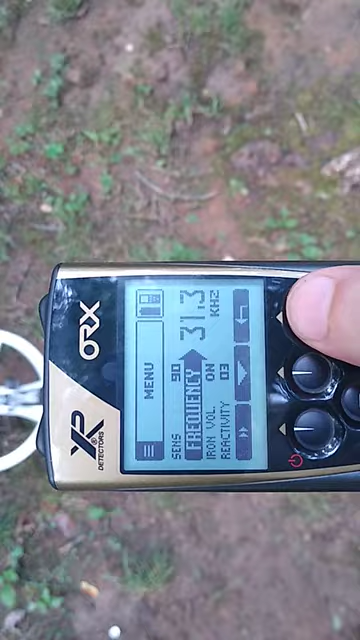 ORX
XP®
DETECTORS
MENU
SENS 90
FREQUENCY 31.3 KHZ
IRON VOL ON
REACTIVITY 03